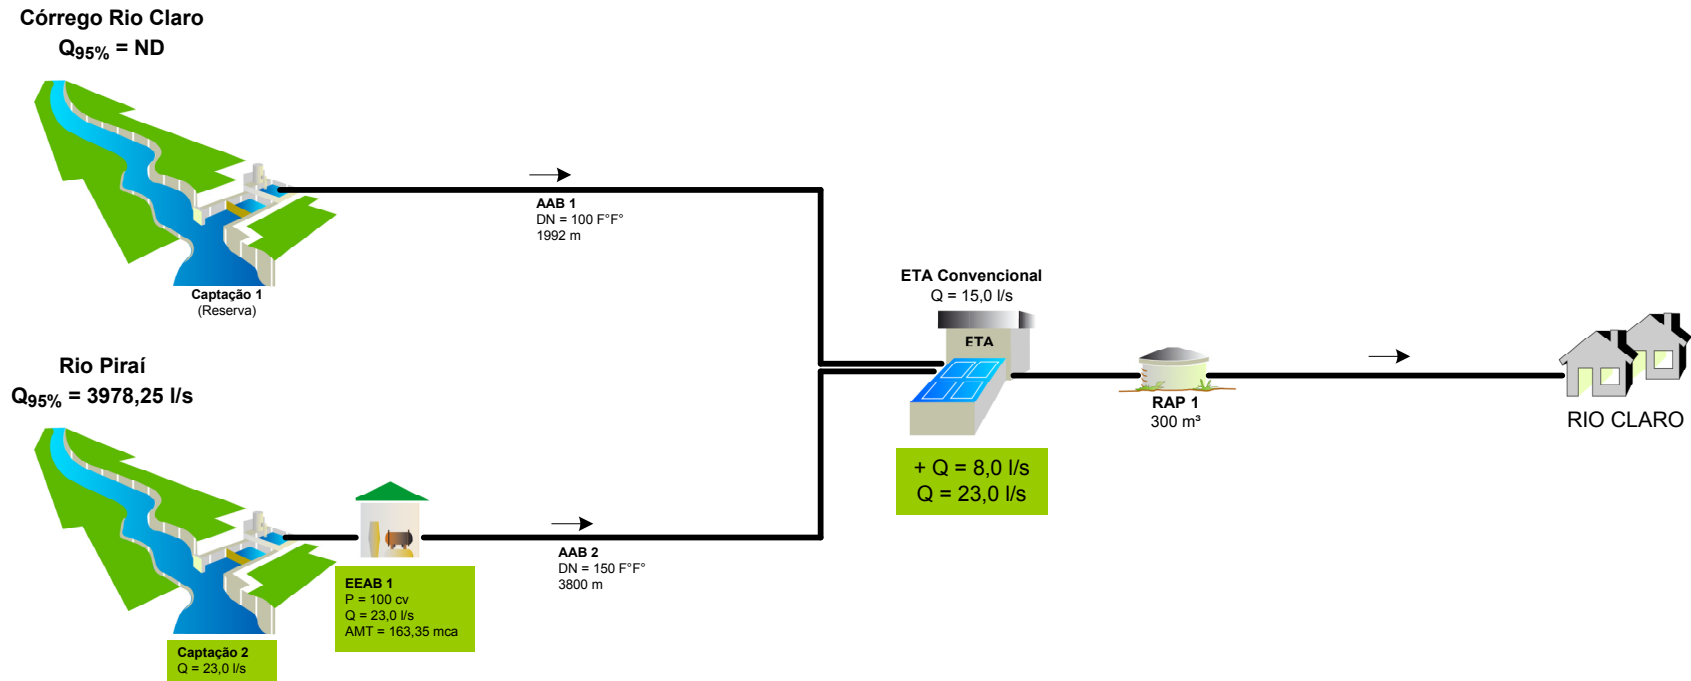 Córrego Rio Claro
Q95% = ND
Captação 1
(Reserva)
AAB 1
DN = 100 F°F°
1992 m
Rio Piraí
Q95% = 3978,25 l/s
Captação 2
Q = 23,0 l/s
EEAB 1
P = 100 cv
Q = 23,0 l/s
AMT = 163,35 mca
AAB 2
DN = 150 F°F°
3800 m
ETA Convencional
Q = 15,0 l/s
ETA
+ Q = 8,0 l/s
Q = 23,0 l/s
RAP 1
300 m³
RIO CLARO